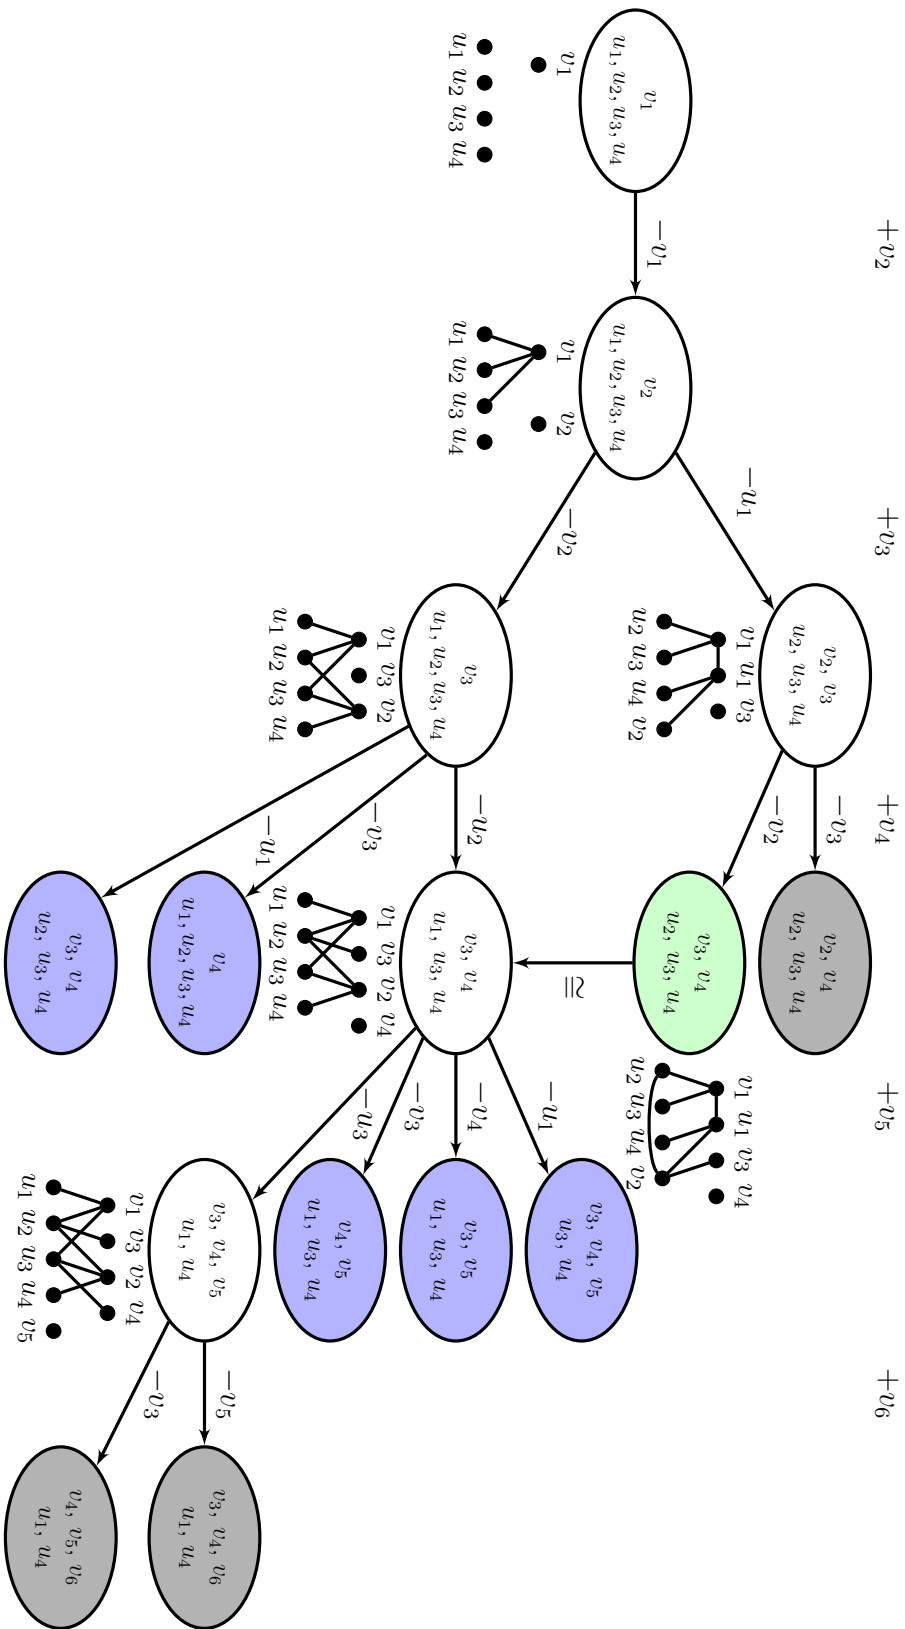 +v₂ +v₃ +v₄ +v₅ +v₆
v₁
u₁, u₂, u₃, u₄
v₁
u₁ u₂ u₃ u₄
−v₁
v₂
u₁, u₂, u₃, u₄
v₁ v₂
u₁ u₂ u₃ u₄
−u₁
−v₂
v₂, v₃
u₂, u₃, u₄
v₁ u₁ v₃
u₂ u₃ u₄ v₂
v₃
u₁, u₂, u₃, u₄
v₁ v₃ v₂
u₁ u₂ u₃ u₄
−v₃
−v₂
−u₂
−v₃
−u₁
v₂, v₄
u₂, u₃, u₄
v₃, v₄
u₂, u₃, u₄
v₁ u₁ v₃ v₄
u₂ u₃ u₄ v₂
≅
v₃, v₄
u₁, u₃, u₄
v₁ v₃ v₂ v₄
u₁ u₂ u₃ u₄
v₄
u₁, u₂, u₃, u₄
v₃, v₄
u₂, u₃, u₄
−u₁
−v₄
−v₃
−u₃
v₃, v₄, v₅
u₃, u₄
v₃, v₅
u₁, u₃, u₄
v₄, v₅
u₁, u₃, u₄
v₃, v₄, v₅
u₁, u₄
v₁ v₃ v₂ v₄
u₁ u₂ u₃ u₄ v₅
−v₅
−v₃
v₃, v₄, v₆
u₁, u₄
v₄, v₅, v₆
u₁, u₄